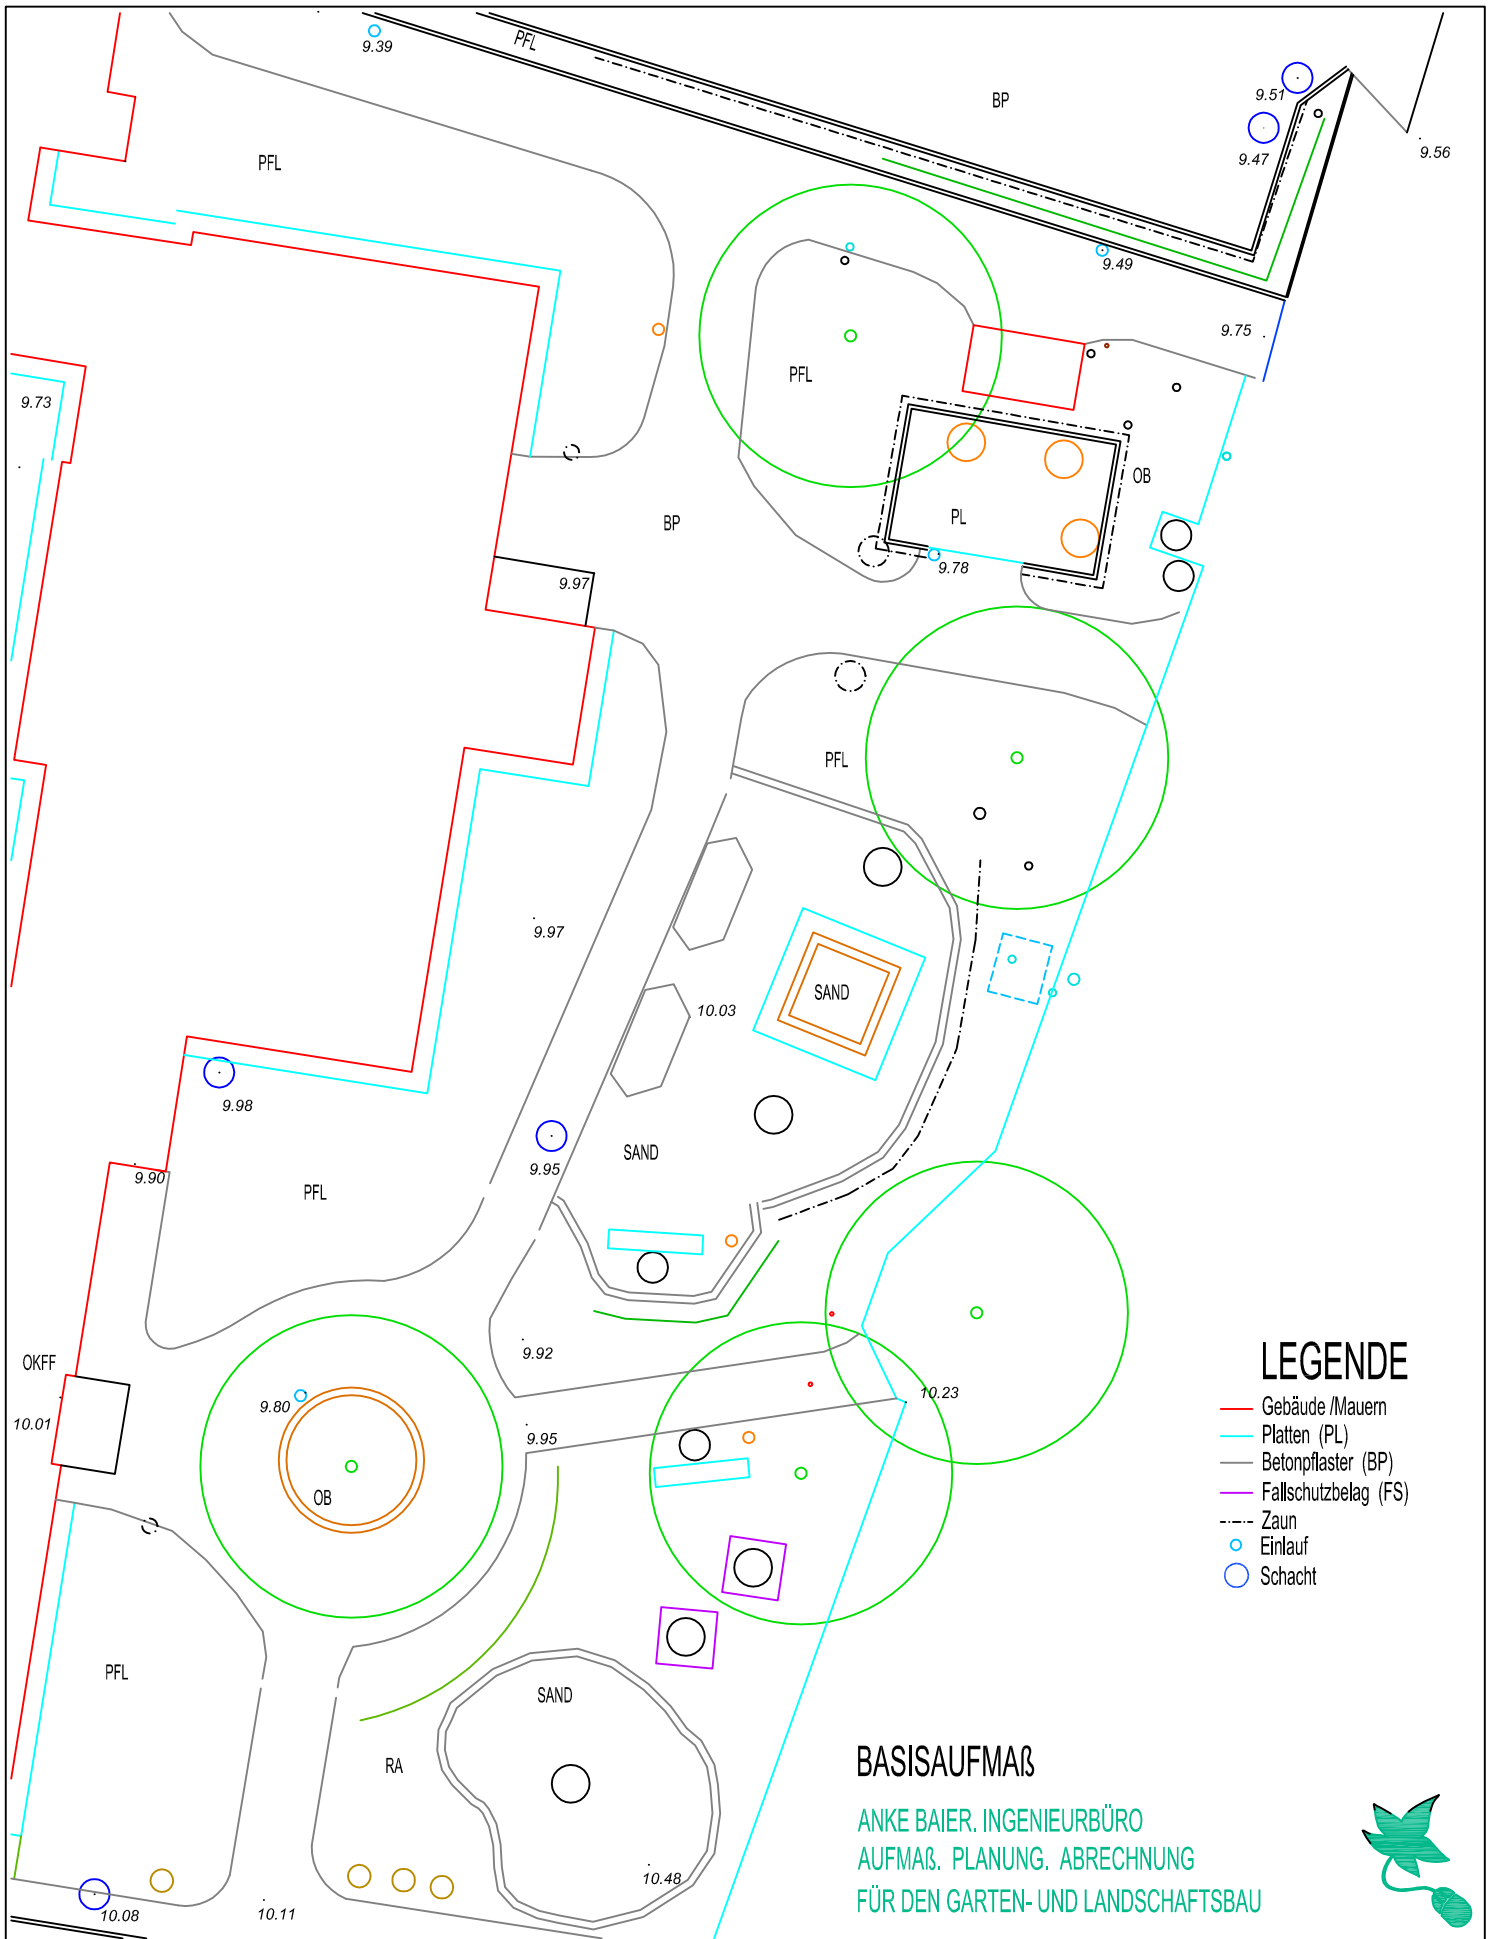 9.39
PFL
BP
9.51
9.47
9.56
PFL
9.49
9.75
PFL
9.73
OB
PL
BP
9.78
9.97
PFL
9.97
SAND
10.03
9.98
SAND
9.95
9.90
PFL
9.92
OKFF
10.01
9.80
10.23
9.95
OB
PFL
SAND
RA
10.48
10.08
10.11
LEGENDE
Gebäude /Mauern
Platten (PL)
Betonpflaster (BP)
Fallschutzbelag (FS)
Zaun
Einlauf
Schacht
BASISAUFMAß
ANKE BAIER. INGENIEURBÜRO
AUFMAß. PLANUNG. ABRECHNUNG
FÜR DEN GARTEN- UND LANDSCHAFTSBAU